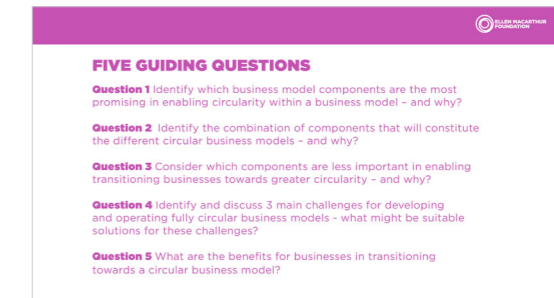 ELLEN MACARTHUR
FOUNDATION
FIVE GUIDING QUESTIONS
Question 1 Identify which business model components are the most
promising in enabling circularity within a business model – and why?
Question 2 Identify the combination of components that will constitute
the different circular business models – and why?
Question 3 Consider which components are less important in enabling
transitioning businesses towards greater circularity – and why?
Question 4 Identify and discuss 3 main challenges for developing
and operating fully circular business models - what might be suitable
solutions for these challenges?
Question 5 What are the benefits for businesses in transitioning
towards a circular business model?